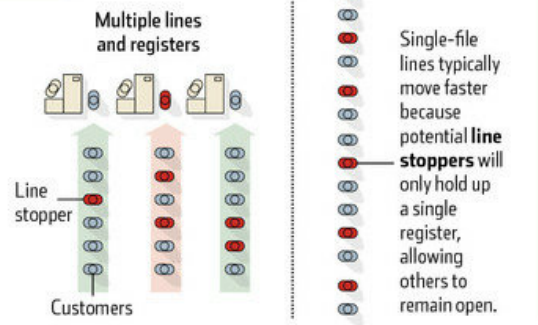 Multiple lines
and registers
Line
stopper
Customers
Single-file
lines typically
move faster
because
potential line
stoppers will
only hold up
a single
register,
allowing
others to
remain open.